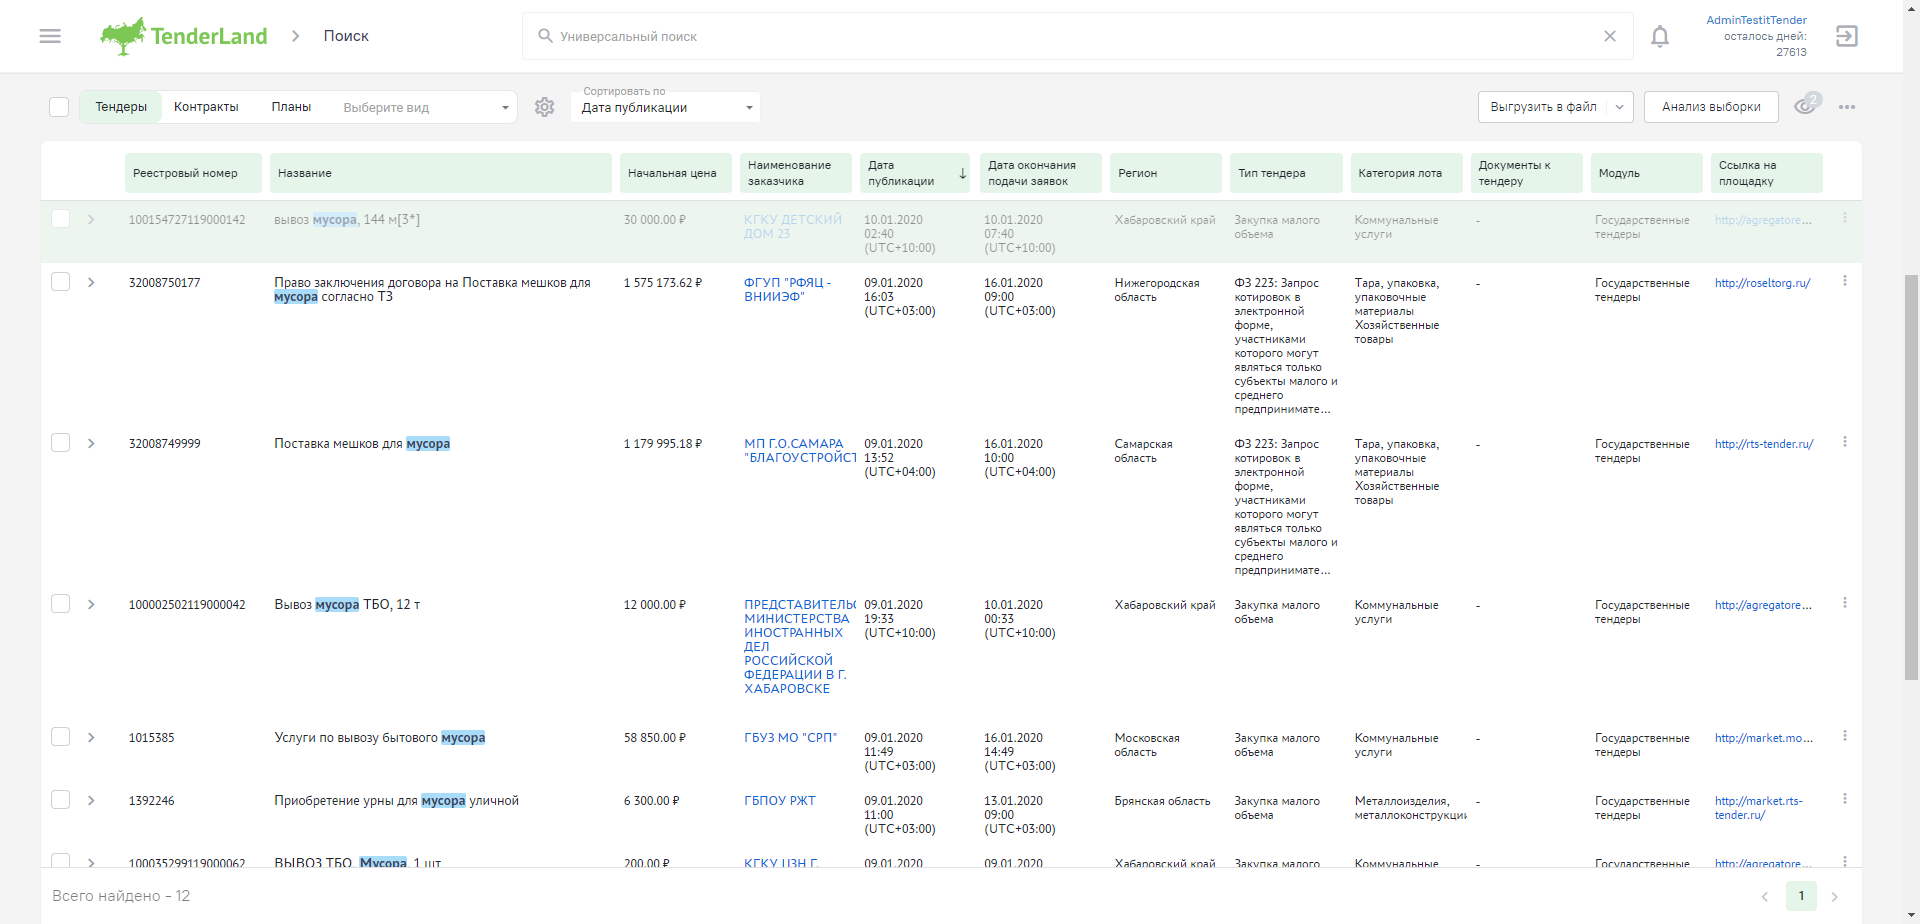 TenderLand
Поиск
Универсальный поиск
AdminTestitTender
осталось дней:
27613
Тендеры
Контракты
Планы
Выберите вид
Сортировать по
Дата публикации
Выгрузить в файл
Анализ выборки
2
Реестровый номер
Название
Начальная цена
Наименование
заказчика
Дата
публикации
Дата окончания
подачи заявок
Регион
Тип тендера
Категория лота
Документы к
тендеру
Модуль
Ссылка на
площадку
100154727119000142
вывоз мусора, 144 м[3*]
30 000.00 ₽
КГКУ ДЕТСКИЙ
ДОМ 23
10.01.2020
02:40
(UTC+10:00)
10.01.2020
07:40
(UTC+10:00)
Хабаровский край
Закупка малого
объема
Коммунальные
услуги
Государственные
тендеры
http://agregatore...
32008750177
Право заключения договора на Поставка мешков для
мусора согласно ТЗ
1 575 173.62 ₽
ФГУП "РФЯЦ -
ВНИИЭФ"
09.01.2020
16:03
(UTC+03:00)
16.01.2020
09:00
(UTC+03:00)
Нижегородская
область
ФЗ 223: Запрос
котировок в
электронной
форме,
участниками
которого могут
являться только
субъекты малого и
среднего
предпринимате...
Тара, упаковка,
упаковочные
материалы
Хозяйственные
товары
-
Государственные
тендеры
http://roseltorg.ru/
32008749999
Поставка мешков для мусора
1 179 995.18 ₽
МП Г.О.САМАРА
"БЛАГОУСТРОЙСТ
09.01.2020
13:52
(UTC+04:00)
16.01.2020
10:00
(UTC+04:00)
Самарская
область
ФЗ 223: Запрос
котировок в
электронной
форме,
участниками
которого могут
являться только
субъекты малого и
среднего
предпринимате...
Тара, упаковка,
упаковочные
материалы
Хозяйственные
товары
-
Государственные
тендеры
http://rts-tender.ru/
100002502119000042
Вывоз мусора ТБО, 12 т
12 000.00 ₽
ПРЕДСТАВИТЕЛЬС
МИНИСТЕРСТВА
ИНОСТРАННЫХ
ДЕЛ
РОССИЙСКОЙ
ФЕДЕРАЦИИ В Г.
ХАБАРОВСКЕ
09.01.2020
19:33
(UTC+10:00)
10.01.2020
00:33
(UTC+10:00)
Хабаровский край
Закупка малого
объема
Коммунальные
услуги
-
Государственные
тендеры
http://agregatore...
1015385
Услуги по вывозу бытового мусора
58 850.00 ₽
ГБУЗ МО "СРП"
09.01.2020
11:49
(UTC+03:00)
16.01.2020
14:49
(UTC+03:00)
Московская
область
Закупка малого
объема
Коммунальные
услуги
-
Государственные
тендеры
http://market.mo...
1392246
Приобретение урны для мусора уличной
6 300.00 ₽
ГБПОУ РЖТ
09.01.2020
11:00
(UTC+03:00)
13.01.2020
09:00
(UTC+03:00)
Брянская область
Закупка малого
объема
Металлоизделия,
металлоконструкци
-
Государственные
тендеры
http://market.rts-
tender.ru/
100035299119000062
ВЫВОЗ ТБО, Мусора, 1 шт
200.00 ₽
КГКУ ЦЗН Г.
09.01.2020
09.01.2020
Хабаровский край
Закупка малого
Коммунальные
-
Государственные
http://agregatore...
Всего найдено - 12
1